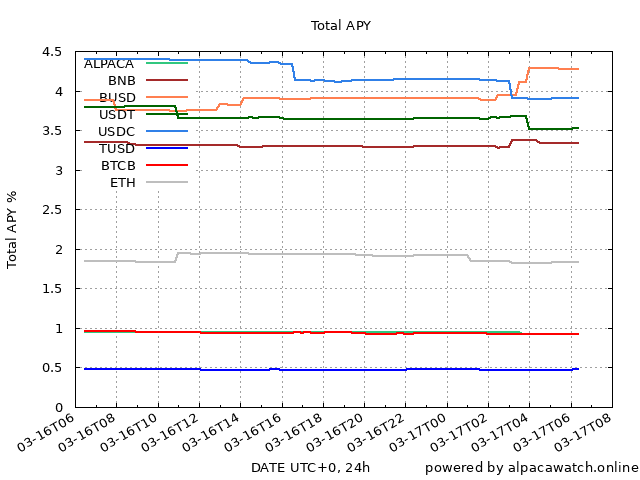 Total APY
Total APY %
4.5
4
3.5
3
2.5
2
1.5
1
0.5
0
ALPACA
BNB
BUSD
USDT
USDC
TUSD
BTCB
ETH
03-16T06
03-16T08
03-16T10
03-16T12
03-16T14
03-16T16
03-16T18
03-16T20
03-16T22
03-17T00
03-17T02
03-17T04
03-17T06
03-17T08
DATE UTC+0, 24h
powered by alpacawatch.online